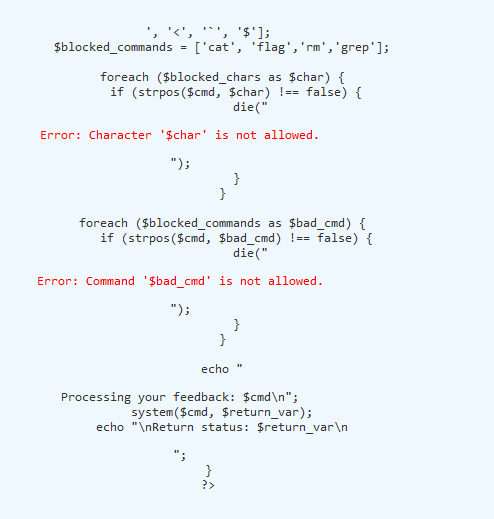 ', '<', '`', '$'];
$blocked_commands = ['cat', 'flag','rm','grep'];
foreach ($blocked_chars as $char) {
if (strpos($cmd, $char) !== false) {
die("
Error: Character '$char' is not allowed.
");
}
}
foreach ($blocked_commands as $bad_cmd) {
if (strpos($cmd, $bad_cmd) !== false) {
die("
Error: Command '$bad_cmd' is not allowed.
");
}
}
echo "
Processing your feedback: $cmd\n";
system($cmd, $return_var);
echo "\nReturn status: $return_var\n
";
}
?>